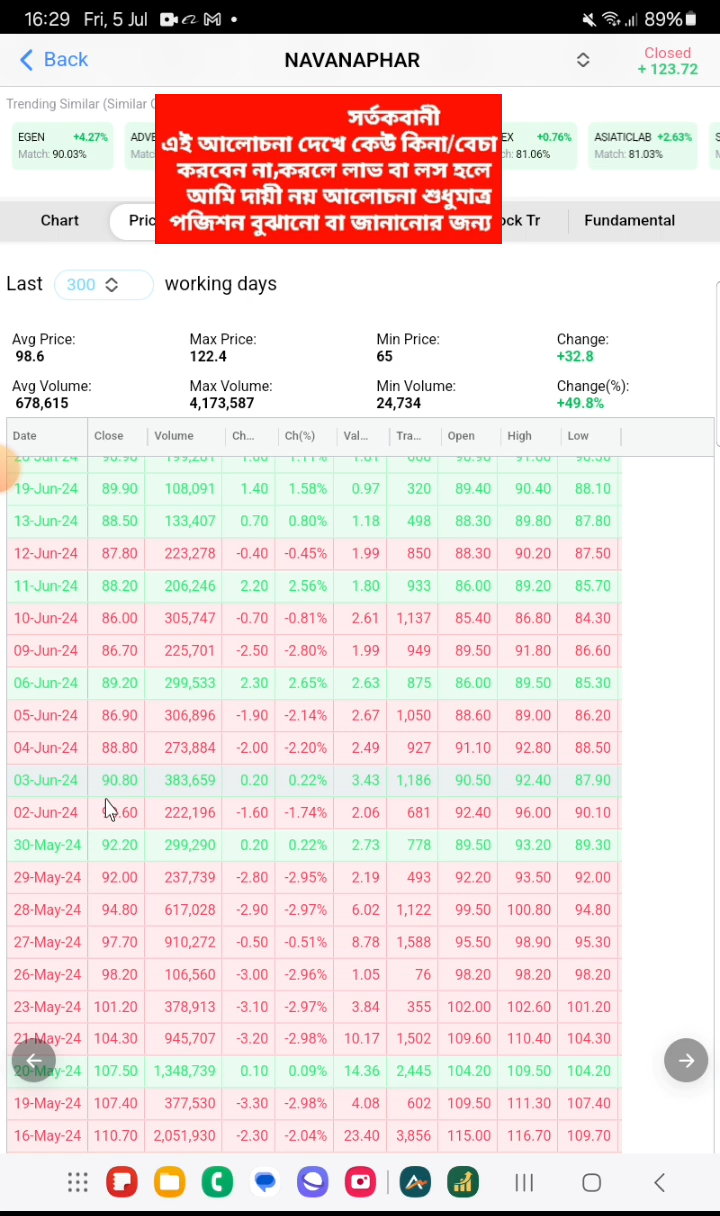 16:29 Fri, 5 Jul 89%
Back NAVANAPHAR Closed
+ 123.72
Trending Similar (Similar
EGEN +4.27% +0.76% ASIATICLAB +2.63%
Match: 90.03% 81.06% Match: 81.03%
সর্তকবানী
এই আলোচনা দেখে কেউ কিনা/বেচা
করবেন না,করলে লাভ বা লস হলে
আমি দায়ী নয় আলোচনা শুধুমাত্র
পজিশন বুঝানো বা জানানোর জন্য
Chart Tr Fundamental
Last 300 working days
Avg Price: Max Price: Min Price: Change:
98.6 122.4 65 +32.8
Avg Volume: Max Volume: Min Volume: Change(%):
678,615 4,173,587 24,734 +49.8%
Date Close Volume Ch... Ch(%) Val... Tra... Open High Low
19-Jun-24 89.90 108,091 1.40 1.58% 0.97 320 89.40 90.40 88.10
13-Jun-24 88.50 133,407 0.70 0.80% 1.18 498 88.30 89.80 87.80
12-Jun-24 87.80 223,278 -0.40 -0.45% 1.99 850 88.30 90.20 87.50
11-Jun-24 88.20 206,246 2.20 2.56% 1.80 933 86.00 89.20 85.70
10-Jun-24 86.00 305,747 -0.70 -0.81% 2.61 1,137 85.40 86.80 84.30
09-Jun-24 86.70 225,701 -2.50 -2.80% 1.99 949 89.50 91.80 86.60
06-Jun-24 89.20 299,533 2.30 2.65% 2.63 875 86.00 89.50 85.30
05-Jun-24 86.90 306,896 -1.90 -2.14% 2.67 1,050 88.60 89.00 86.20
04-Jun-24 88.80 273,884 -2.00 -2.20% 2.49 927 91.10 92.80 88.50
03-Jun-24 90.80 383,659 0.20 0.22% 3.43 1,186 90.50 92.40 87.90
02-Jun-24 222,196 -1.60 -1.74% 2.06 681 92.40 96.00 90.10
30-May-24 92.20 299,290 0.20 0.22% 2.73 778 89.50 93.20 89.30
29-May-24 92.00 237,739 -2.80 -2.95% 2.19 493 92.20 93.50 92.00
28-May-24 94.80 617,028 -2.90 -2.97% 6.02 1,122 99.50 100.80 94.80
27-May-24 97.70 910,272 -0.50 -0.51% 8.78 1,588 95.50 98.90 95.30
26-May-24 98.20 106,560 -3.00 -2.96% 1.05 76 98.20 98.20 98.20
23-May-24 101.20 378,913 -3.10 -2.97% 3.84 355 102.00 102.60 101.20
21-May-24 104.30 945,707 -3.20 -2.98% 10.17 1,502 109.60 110.40 104.30
20-May-24 107.50 1,348,739 0.10 0.09% 14.36 2,445 104.20 109.50 104.20
19-May-24 107.40 377,530 -3.30 -2.98% 4.08 602 109.50 111.30 107.40
16-May-24 110.70 2,051,930 -2.30 -2.04% 23.40 3,856 115.00 116.70 109.70